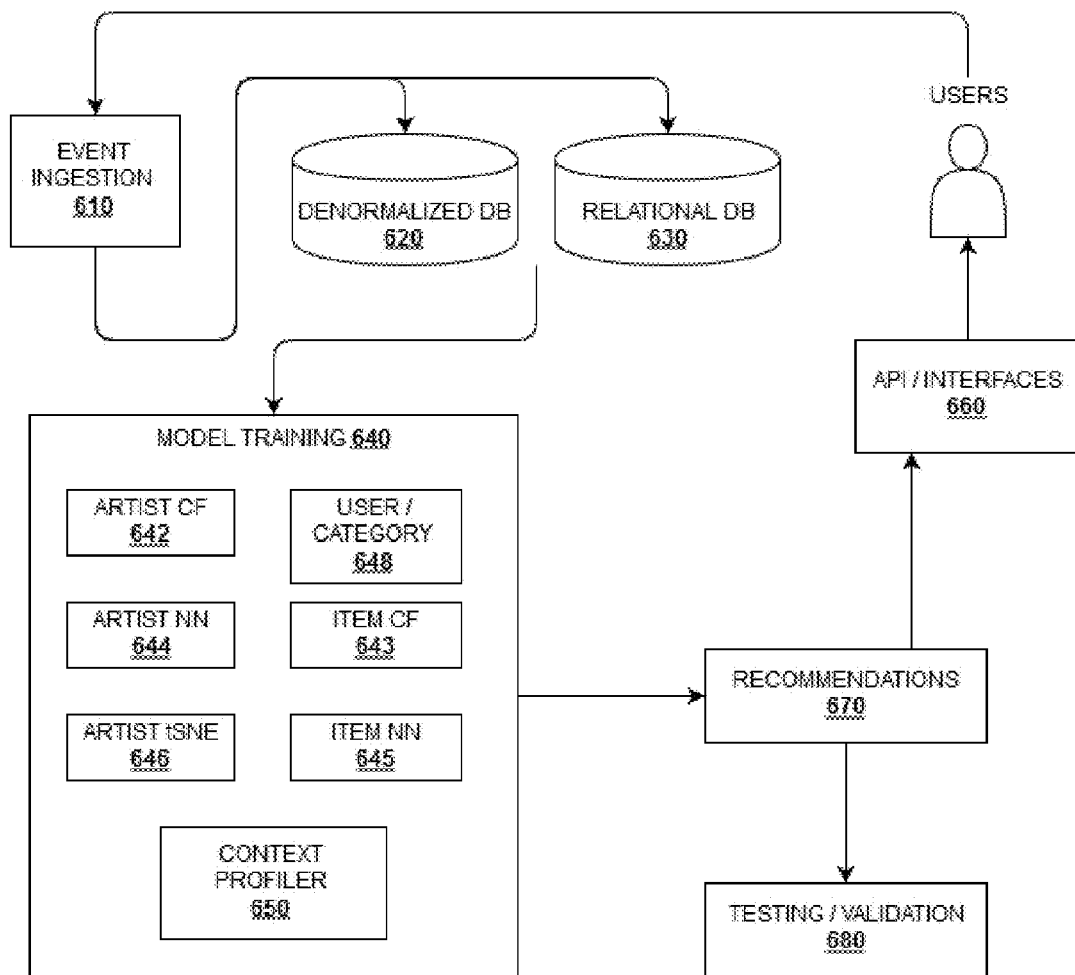 USERS
EVENT
INGESTION
610
DENORMALIZED DB
620
RELATIONAL DB
630
API / INTERFACES
660
MODEL TRAINING 640
ARTIST CF
642
USER /
CATEGORY
648
ARTIST NN
644
ITEM CF
643
ARTIST tSNE
646
ITEM NN
645
CONTEXT
PROFILER
650
RECOMMENDATIONS
670
TESTING / VALIDATION
680